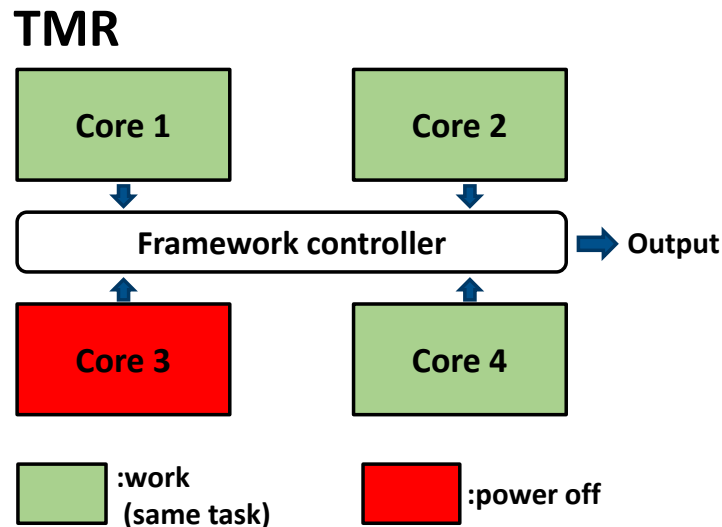 TMR
Core 1
Core 2
Framework controller
Output
Core 3
Core 4
:work
(same task)
:power off